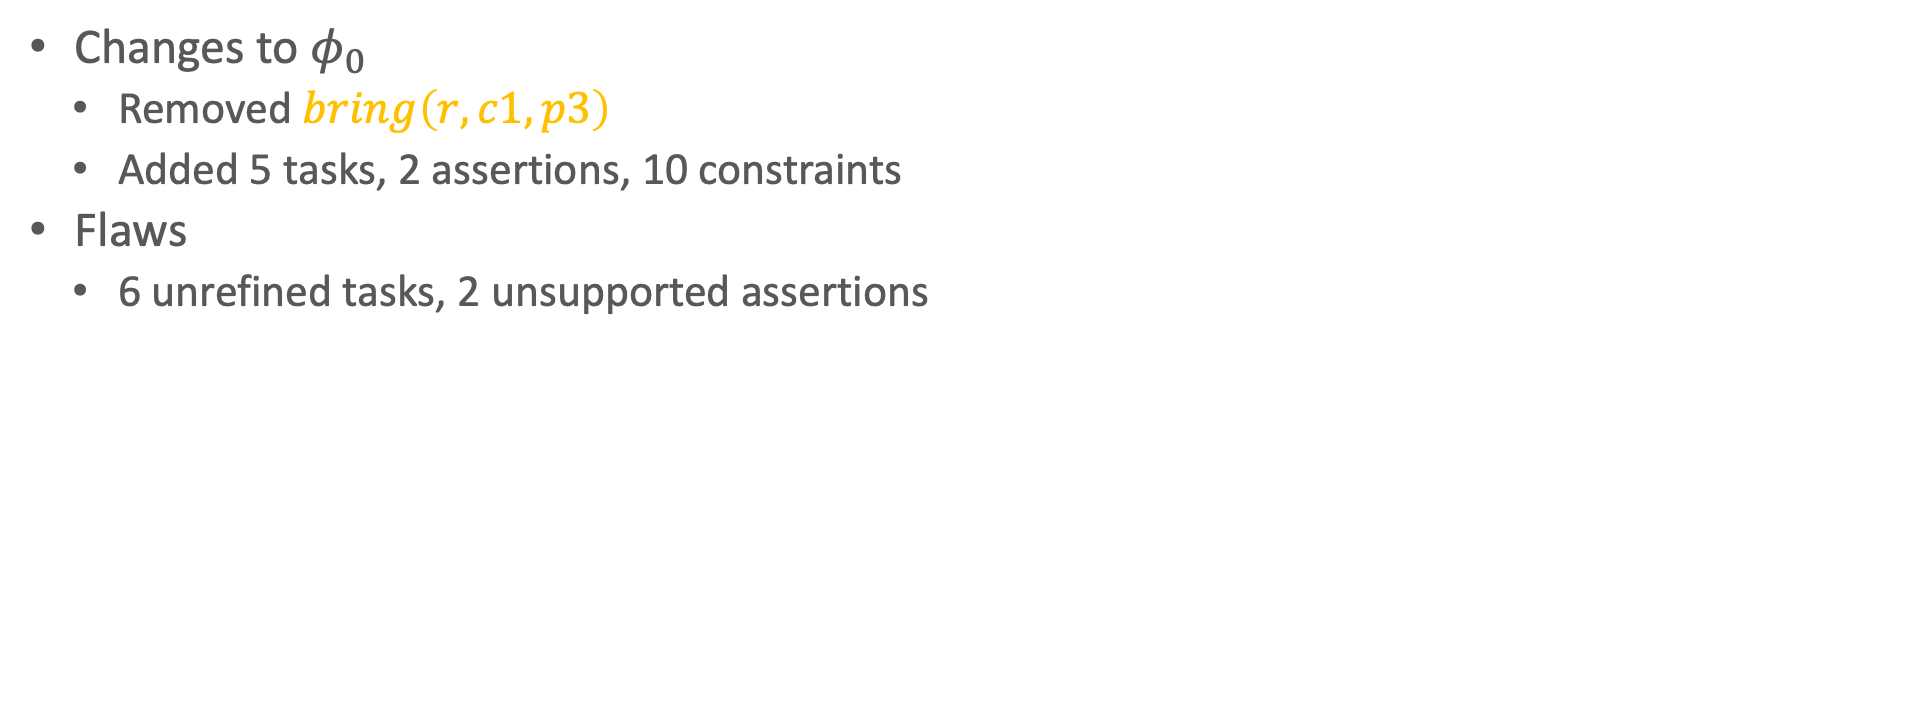 • Changes to 𝜙₀
• Removed 𝑏𝑟𝑖𝑛𝑔(𝑟, 𝑐1, 𝑝3)
• Added 5 tasks, 2 assertions, 10 constraints
• Flaws
• 6 unrefined tasks, 2 unsupported assertions